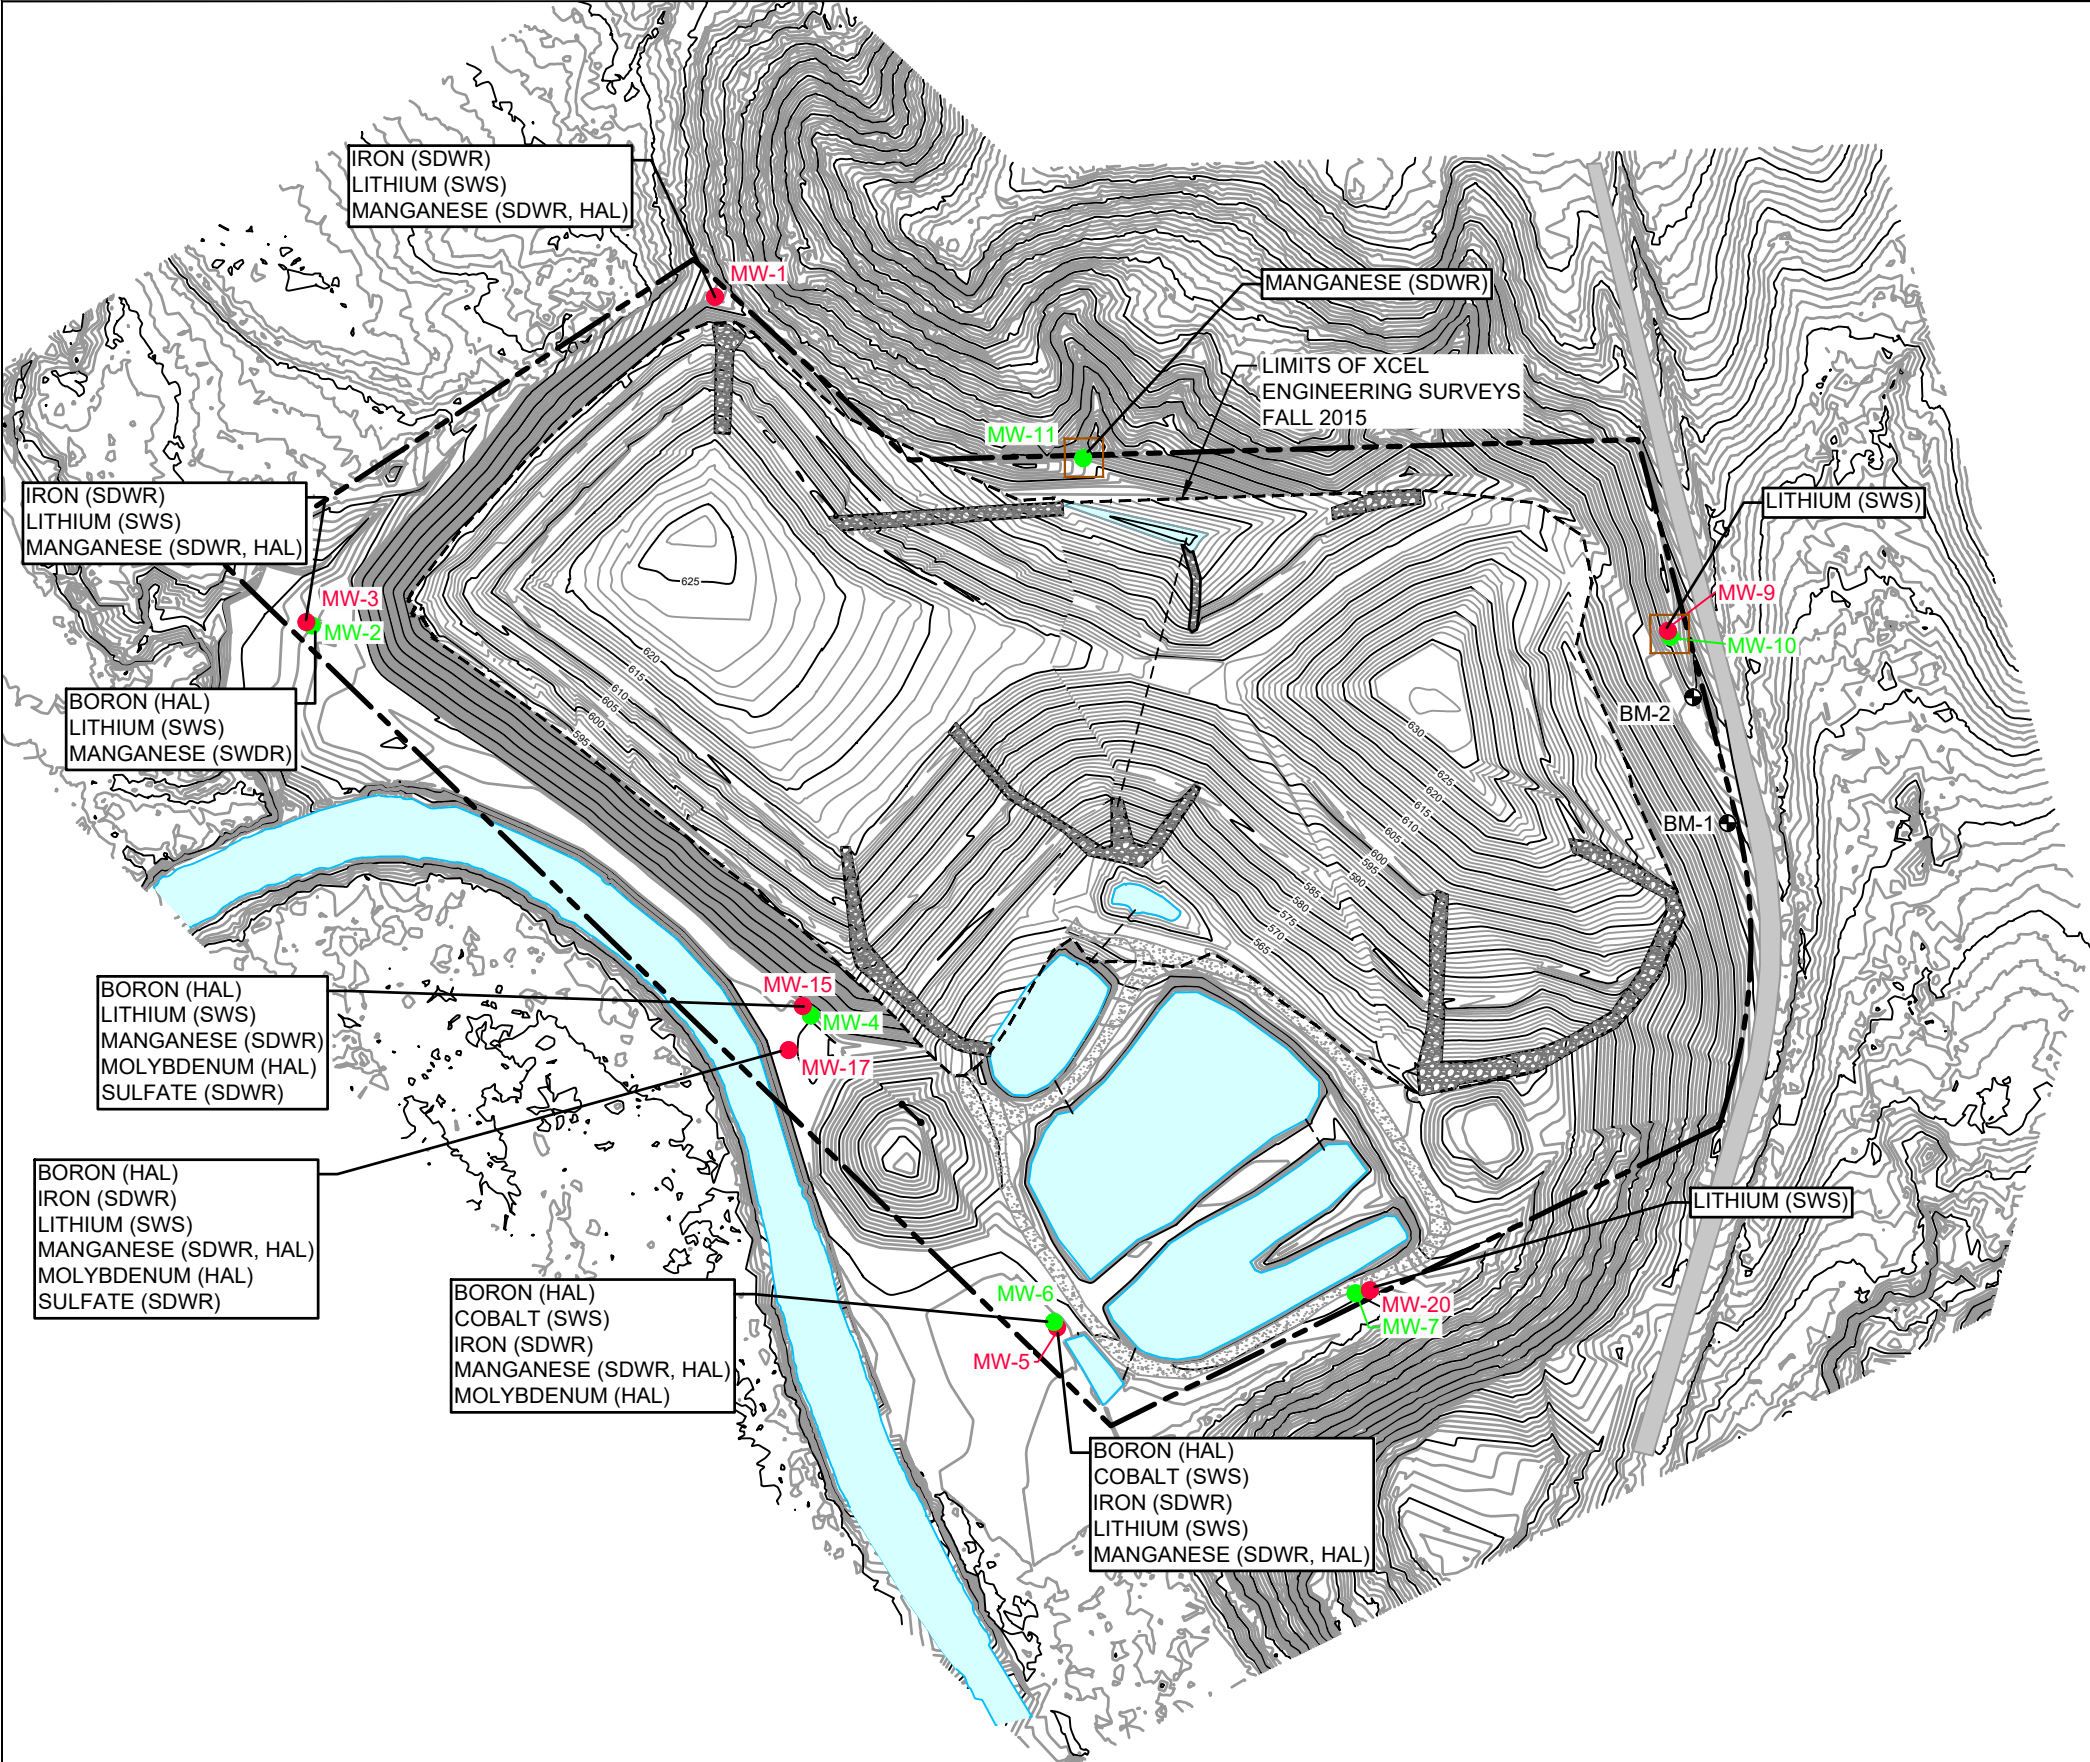 IRON (SDWR)
LITHIUM (SWS)
MANGANESE (SDWR, HAL)
MW-1
MANGANESE (SDWR)
LIMITS OF XCEL
ENGINEERING SURVEYS
FALL 2015
MW-11
IRON (SDWR)
LITHIUM (SWS)
MANGANESE (SDWR, HAL)
LITHIUM (SWS)
625
MW-3
MW-2
MW-9
MW-10
BORON (HAL)
LITHIUM (SWS)
MANGANESE (SWDR)
620
615
610
605
600
595
BM-2
630
625
620
615
610
605
600
595
590
585
580
575
570
565
BM-1
BORON (HAL)
LITHIUM (SWS)
MANGANESE (SDWR)
MOLYBDENUM (HAL)
SULFATE (SDWR)
MW-15
MW-4
MW-17
BORON (HAL)
IRON (SDWR)
LITHIUM (SWS)
MANGANESE (SDWR, HAL)
MOLYBDENUM (HAL)
SULFATE (SDWR)
LITHIUM (SWS)
BORON (HAL)
COBALT (SWS)
IRON (SDWR)
MANGANESE (SDWR, HAL)
MOLYBDENUM (HAL)
MW-6
MW-5
MW-20
MW-7
BORON (HAL)
COBALT (SWS)
IRON (SDWR)
LITHIUM (SWS)
MANGANESE (SDWR, HAL)